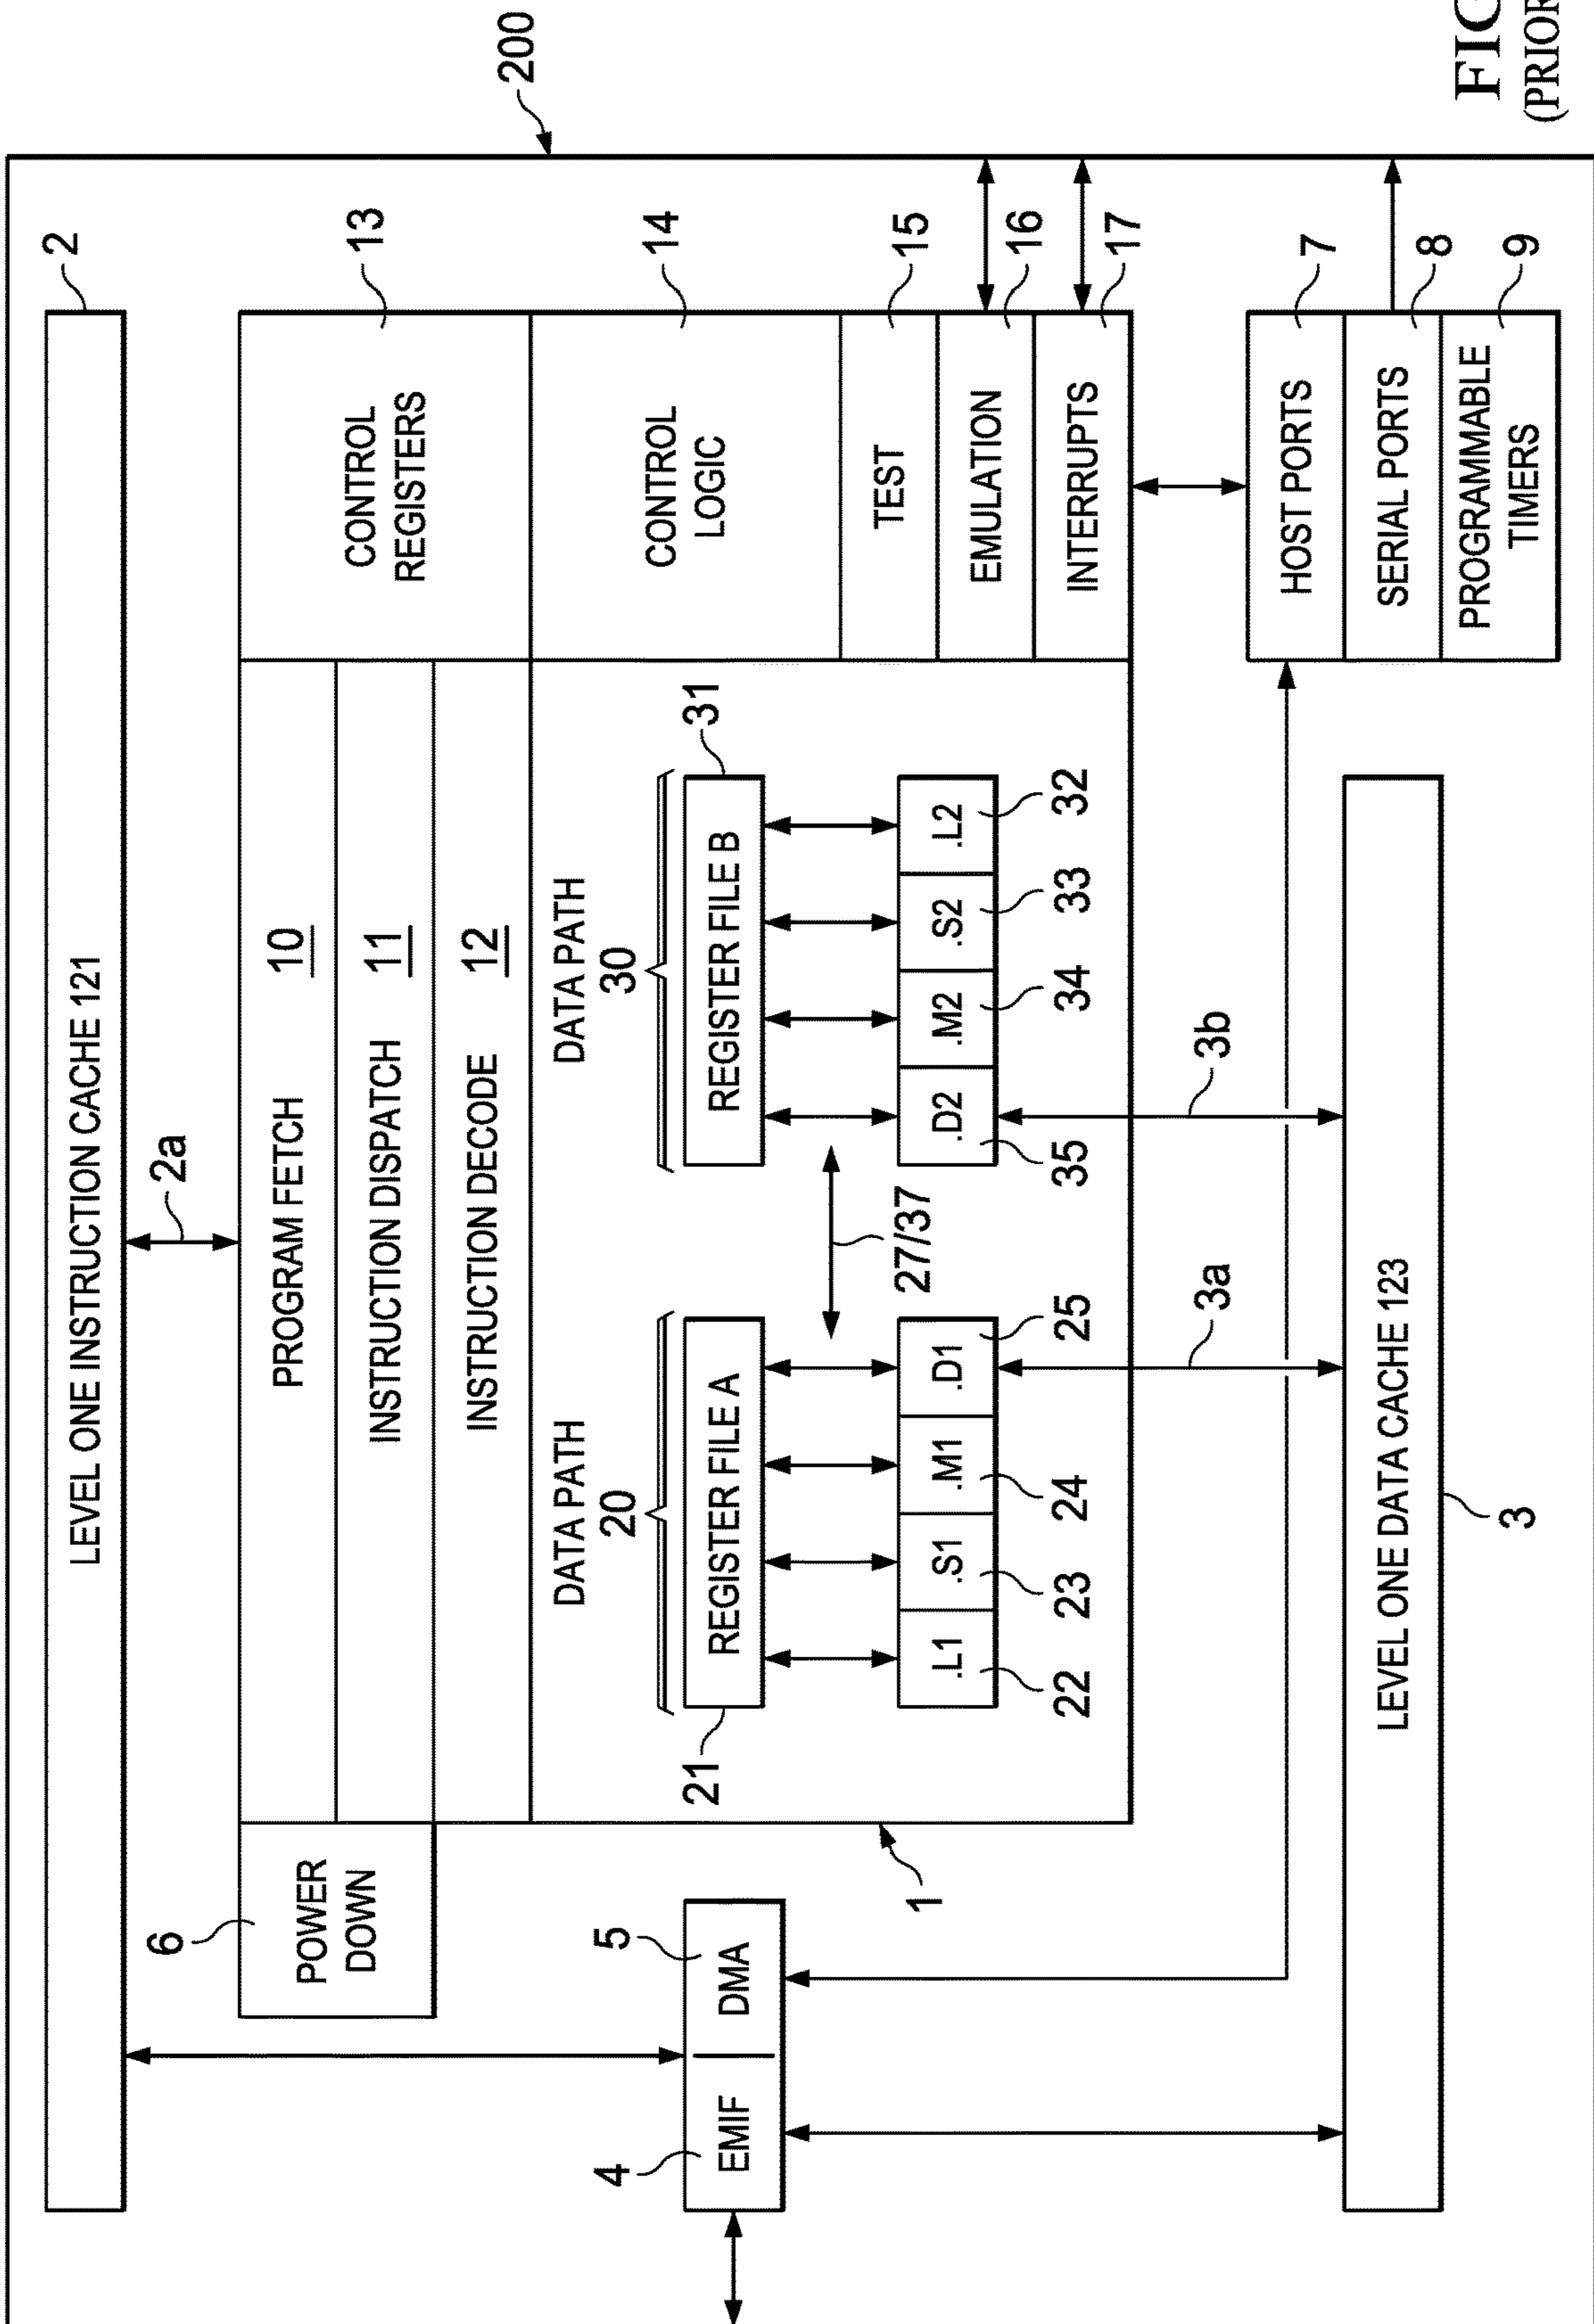 200
2
LEVEL ONE INSTRUCTION CACHE 121
2a
6
POWER
DOWN
PROGRAM FETCH 10
INSTRUCTION DISPATCH 11
INSTRUCTION DECODE 12
CONTROL
REGISTERS
13
CONTROL
LOGIC
14
TEST
15
EMULATION
16
INTERRUPTS
17
DATA PATH
20
DATA PATH
30
21
REGISTER FILE A
REGISTER FILE B
31
27/37
.L1
.S1
.M1
.D1
.D2
.M2
.S2
.L2
22
23
24
25
35
34
33
32
1
4
5
EMIF
DMA
3a
3b
HOST PORTS
7
SERIAL PORTS
8
PROGRAMMABLE
TIMERS
9
LEVEL ONE DATA CACHE 123
3
FIG
(PRIOR